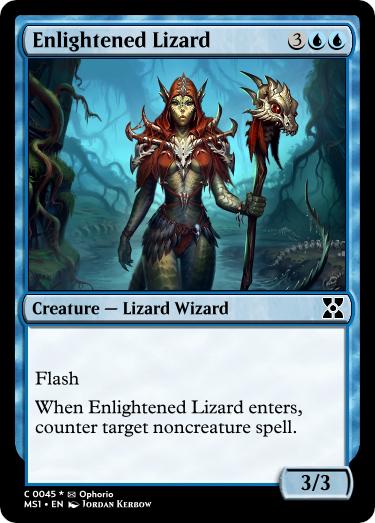 Enlightened Lizard 3
Creature — Lizard Wizard
Flash
When Enlightened Lizard enters,
counter target noncreature spell.
3/3
C 0045 * Ophorio
MS1 • EN Jordan Kerbow